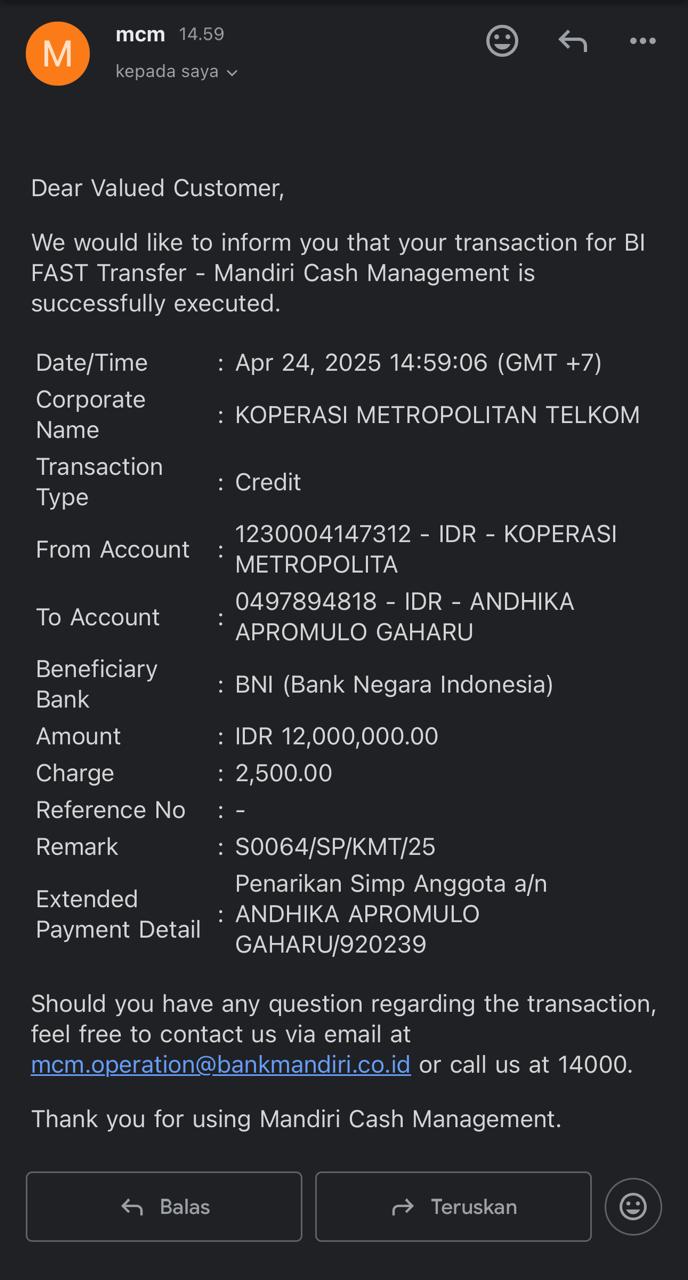 M
mcm 14.59
kepada saya
Dear Valued Customer,
We would like to inform you that your transaction for BI
FAST Transfer - Mandiri Cash Management is
successfully executed.
Date/Time : Apr 24, 2025 14:59:06 (GMT +7)
Corporate
Name : KOPERASI METROPOLITAN TELKOM
Transaction
Type : Credit
From Account : 1230004147312 - IDR - KOPERASI
METROPOLITA
To Account : 0497894818 - IDR - ANDHIKA
APROMULO GAHARU
Beneficiary
Bank : BNI (Bank Negara Indonesia)
Amount : IDR 12,000,000.00
Charge : 2,500.00
Reference No : -
Remark : S0064/SP/KMT/25
Extended
Payment Detail : Penarikan Simp Anggota a/n
ANDHIKA APROMULO
GAHARU/920239
Should you have any question regarding the transaction,
feel free to contact us via email at
mcm.operation@bankmandiri.co.id or call us at 14000.
Thank you for using Mandiri Cash Management.
Balas Teruskan